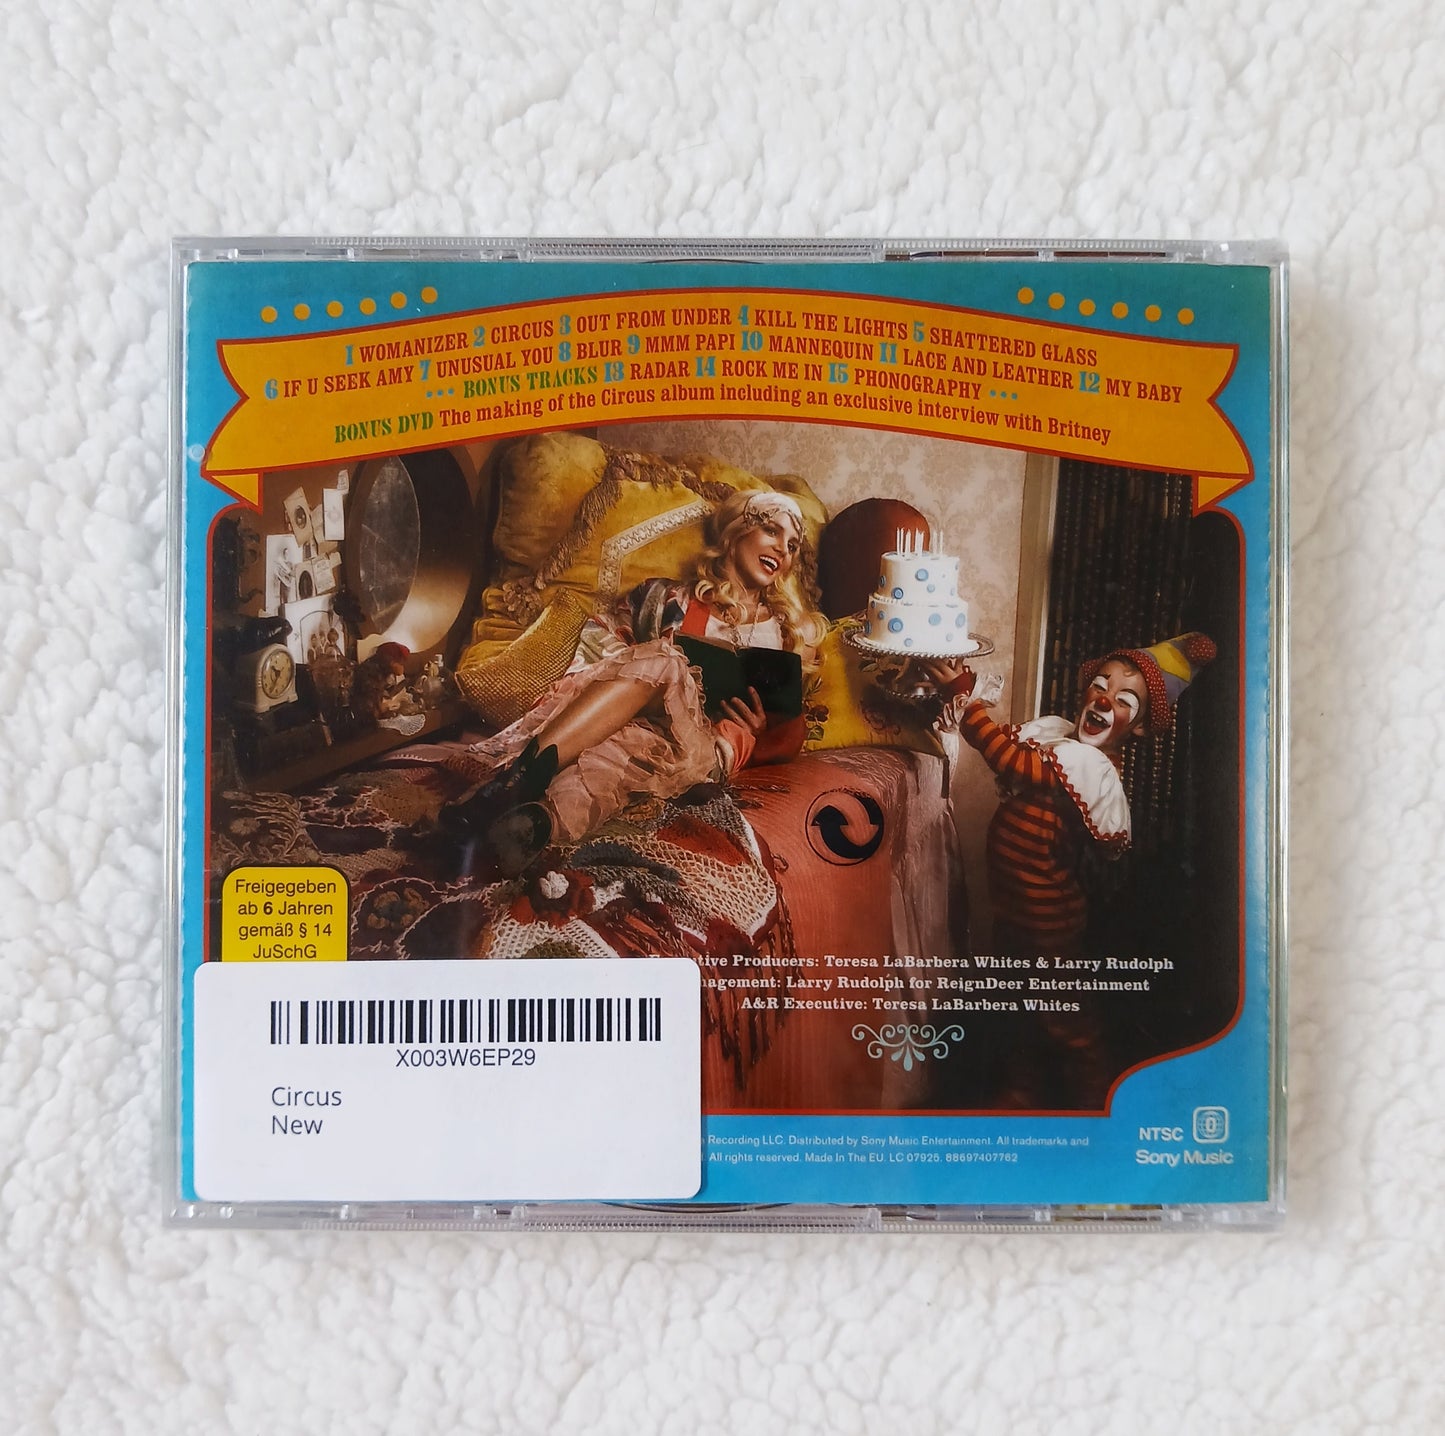 1 WOMANIZER 2 CIRCUS 3 OUT FROM UNDER 4 KILL THE LIGHTS 5 SHATTERED GLASS
6 IF U SEEK AMY 7 UNUSUAL YOU 8 BLUR 9 MMM PAPI 10 MANNEQUIN 11 LACE AND LEATHER 12 MY BABY
••• BONUS TRACKS 13 RADAR 14 ROCK ME IN 15 PHONOGRAPHY •••
BONUS DVD The making of the Circus album including an exclusive interview with Britney
Freigegeben
ab 6 Jahren
gemäß § 14
JuSchG
Producers: Teresa LaBarbera Whites & Larry Rudolph
Larry Rudolph for ReignDeer Entertainment
A&R Executive: Teresa LaBarbera Whites
X003W6EP29
Circus
New
Recording LLC. Distributed by Sony Music Entertainment. All trademarks and
All rights reserved. Made In The EU. LC 07925. 88697407762
NTSC 0
Sony Music